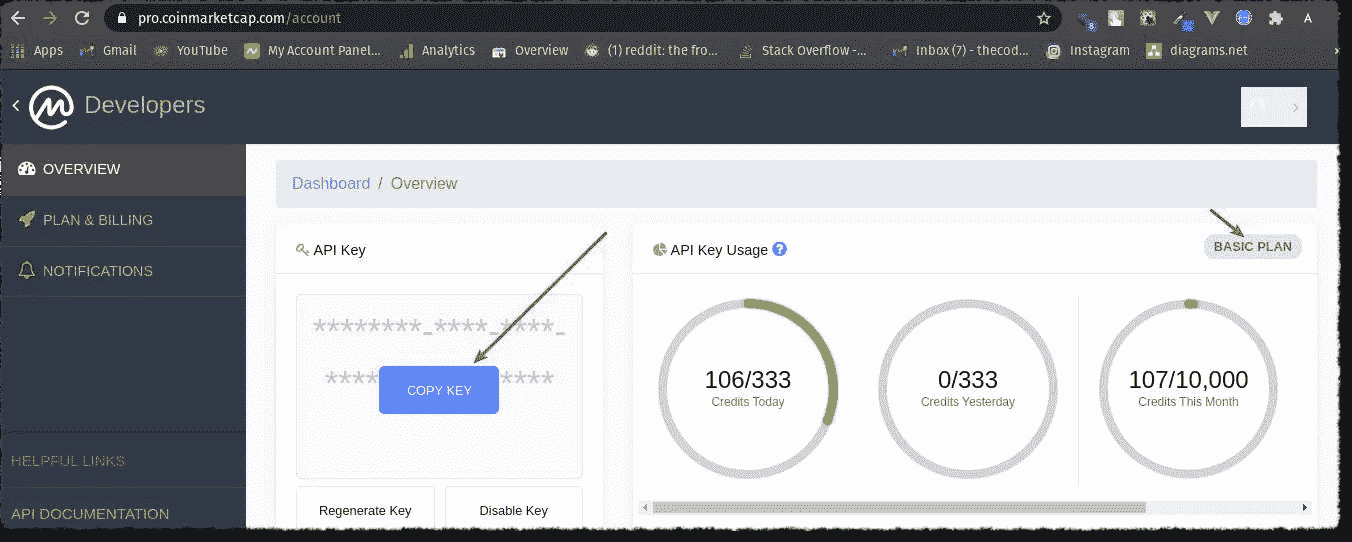 pro.coinmarketcap.com/account
8
A
Apps Gmail YouTube My Account Panel... Analytics Overview (1) reddit: the fro... Stack Overflow -... Inbox (7) - thecod... Instagram diagrams.net
Developers
OVERVIEW
PLAN & BILLING
NOTIFICATIONS
HELPFUL LINKS
API DOCUMENTATION
Dashboard / Overview
API Key
********-****-****-
**** ****
COPY KEY
Regenerate Key Disable Key
API Key Usage ?
BASIC PLAN
106/333
Credits Today
0/333
Credits Yesterday
107/10,000
Credits This Month